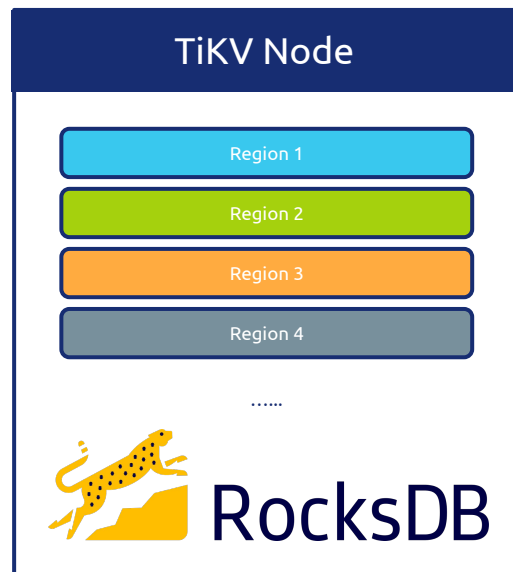 TiKV Node
Region 1
Region 2
Region 3
Region 4
…...
RocksDB